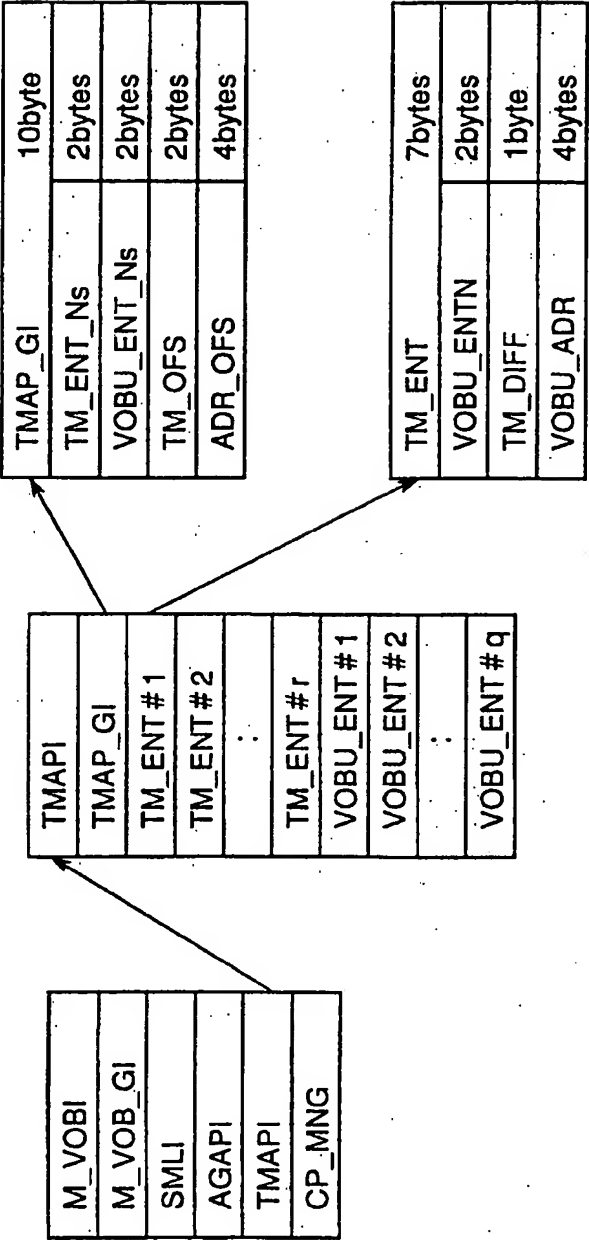 M_VOBI
M_VOB_GI
SMLI
AGAPI
TMAPI
CP_MNG
TMAPI
TMAP_GI
TM_ENT#1
TM_ENT#2
:
TM_ENT#r
VOBU_ENT#1
VOBU_ENT#2
:
VOBU_ENT#q
TMAP_GI 10byte
TM_ENT_Ns 2bytes
VOBU_ENT_Ns 2bytes
TM_OFS 2bytes
ADR_OFS 4bytes
TM_ENT 7bytes
VOBU_ENTN 2bytes
TM_DIFF 1byte
VOBU_ADR 4bytes